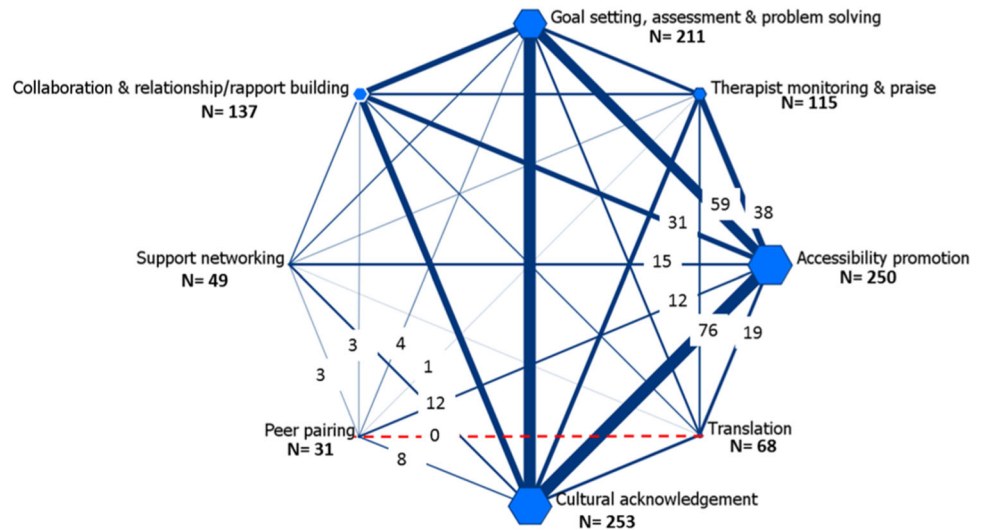 Goal setting, assessment & problem solving
N= 211
Collaboration & relationship/rapport building
N= 137
Therapist monitoring & praise
N= 115
59
38
31
Support networking
N= 49
15
Accessibility promotion
N= 250
12
76
19
3
4
1
3
12
Peer pairing
N= 31
0
Translation
N= 68
8
Cultural acknowledgement
N= 253